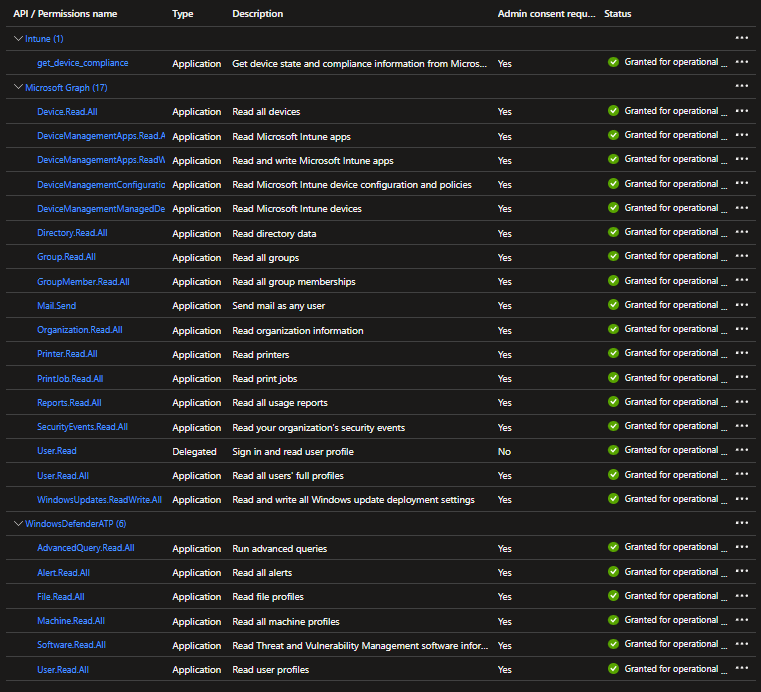 API / Permissions name Type Description Admin consent requ... Status
Intune (1) ...
get_device_compliance Application Get device state and compliance information from Micros... Yes Granted for operational _ ...
Microsoft Graph (17) ...
Device.Read.All Application Read all devices Yes Granted for operational _ ...
DeviceManagementApps.Read.A Application Read Microsoft Intune apps Yes Granted for operational _ ...
DeviceManagementApps.ReadW Application Read and write Microsoft Intune apps Yes Granted for operational _ ...
DeviceManagementConfiguratio Application Read Microsoft Intune device configuration and policies Yes Granted for operational _ ...
DeviceManagementManagedDe Application Read Microsoft Intune devices Yes Granted for operational _ ...
Directory.Read.All Application Read directory data Yes Granted for operational _ ...
Group.Read.All Application Read all groups Yes Granted for operational _ ...
GroupMember.Read.All Application Read all group memberships Yes Granted for operational _ ...
Mail.Send Application Send mail as any user Yes Granted for operational _ ...
Organization.Read.All Application Read organization information Yes Granted for operational _ ...
Printer.Read.All Application Read printers Yes Granted for operational _ ...
PrintJob.Read.All Application Read print jobs Yes Granted for operational _ ...
Reports.Read.All Application Read all usage reports Yes Granted for operational _ ...
SecurityEvents.Read.All Application Read your organization's security events Yes Granted for operational _ ...
User.Read Delegated Sign in and read user profile No Granted for operational _ ...
User.Read.All Application Read all users' full profiles Yes Granted for operational _ ...
WindowsUpdates.ReadWrite.All Application Read and write all Windows update deployment settings Yes Granted for operational _ ...
WindowsDefenderATP (6) ...
AdvancedQuery.Read.All Application Run advanced queries Yes Granted for operational _ ...
Alert.Read.All Application Read all alerts Yes Granted for operational _ ...
File.Read.All Application Read file profiles Yes Granted for operational _ ...
Machine.Read.All Application Read all machine profiles Yes Granted for operational _ ...
Software.Read.All Application Read Threat and Vulnerability Management software infor... Yes Granted for operational _ ...
User.Read.All Application Read user profiles Yes Granted for operational _ ...